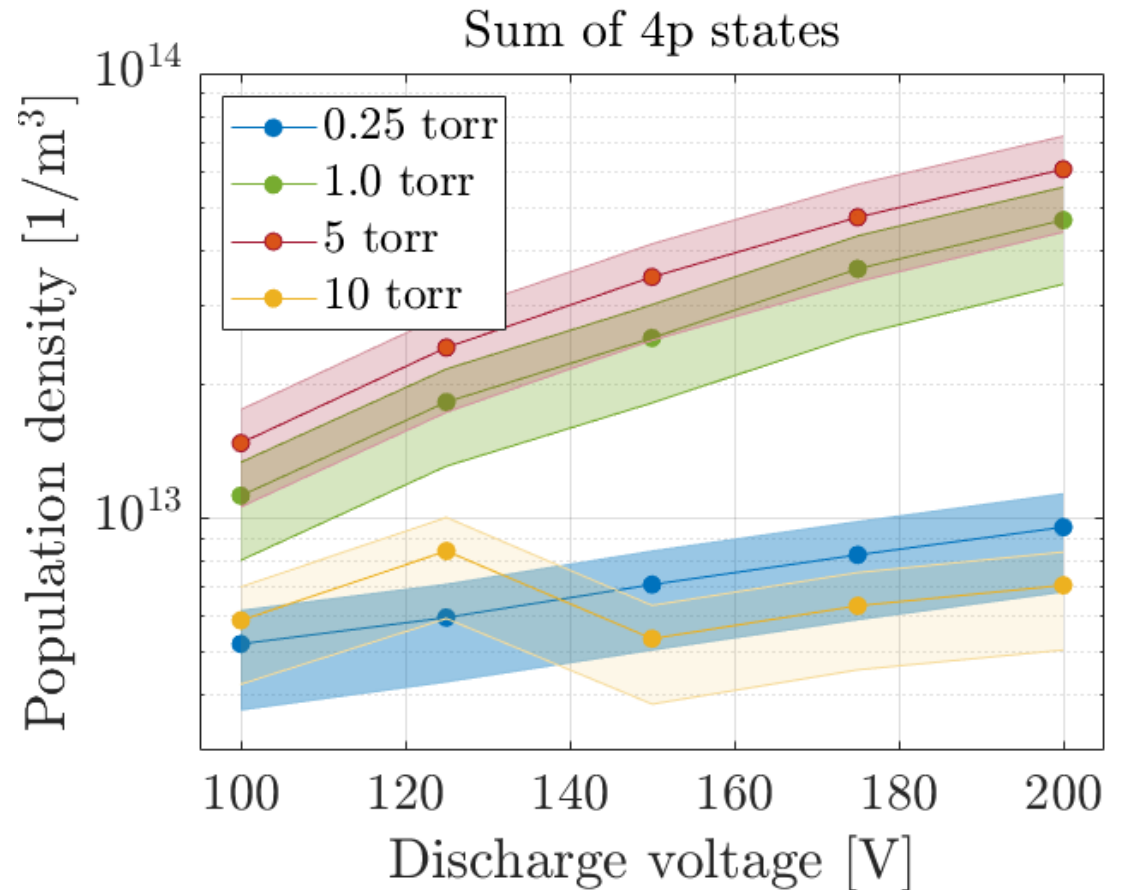 Sum of 4p states
10^14
10^13
Population density [1/m^3]
0.25 torr
1.0 torr
5 torr
10 torr
100 120 140 160 180 200
Discharge voltage [V]